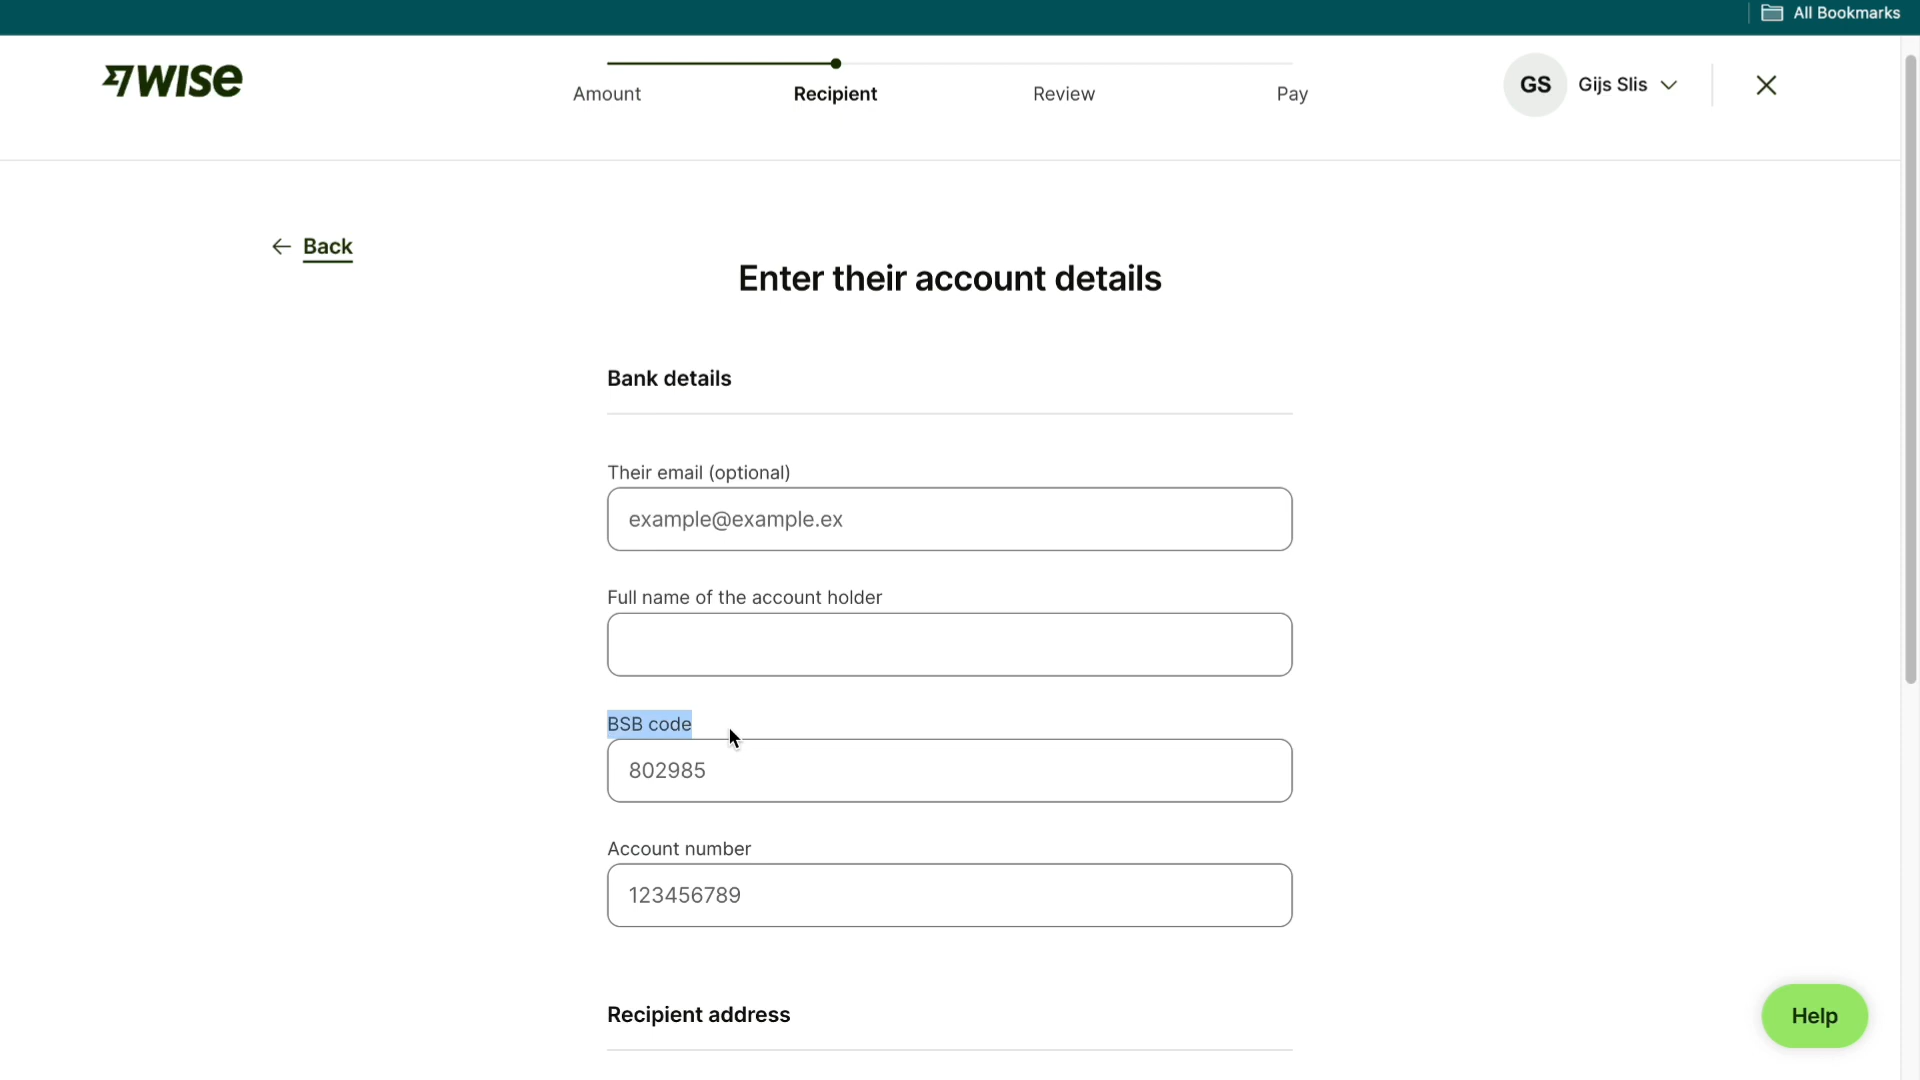 All Bookmarks
WISE
Amount
Recipient
Review
Pay
GS
Gijs Slis
Back
Enter their account details
Bank details
Their email (optional)
example@example.ex
Full name of the account holder
BSB code
802985
Account number
123456789
Recipient address
Help